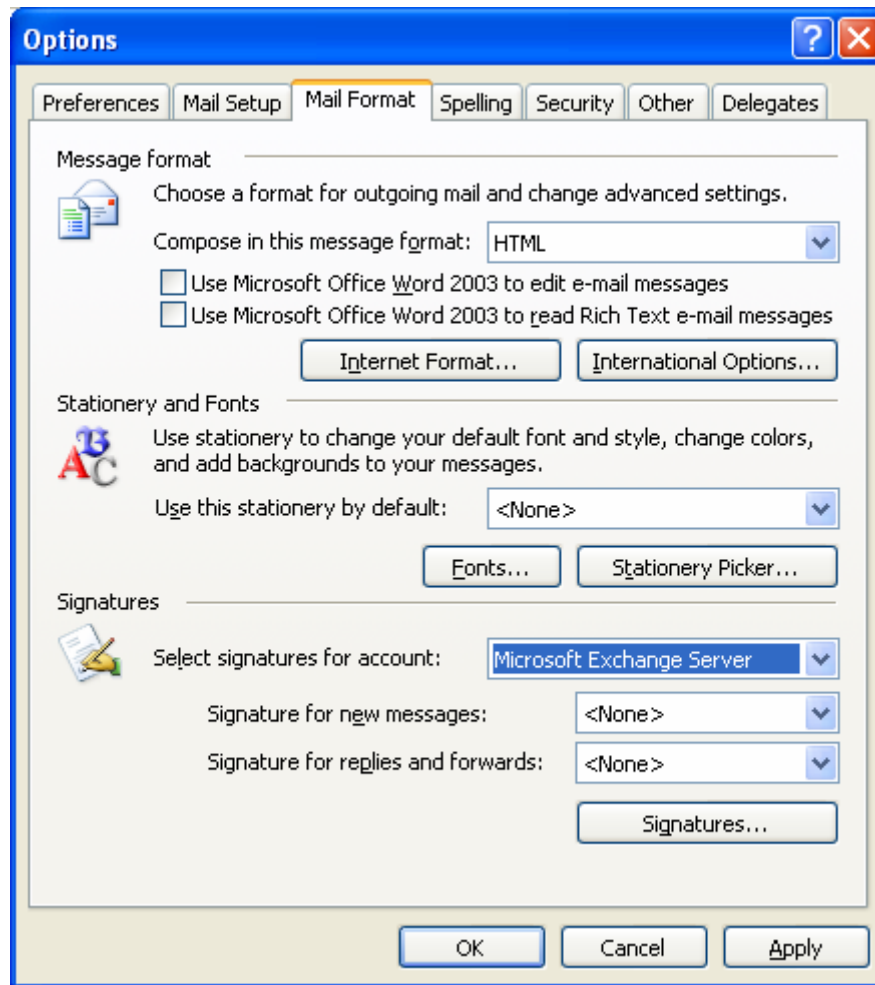 Options
Preferences Mail Setup Mail Format Spelling Security Other Delegates
Message format
Choose a format for outgoing mail and change advanced settings.
Compose in this message format: HTML
Use Microsoft Office Word 2003 to edit e-mail messages
Use Microsoft Office Word 2003 to read Rich Text e-mail messages
Internet Format... International Options...
Stationery and Fonts
Use stationery to change your default font and style, change colors,
and add backgrounds to your messages.
Use this stationery by default: <None>
Fonts... Stationery Picker...
Signatures
Select signatures for account: Microsoft Exchange Server
Signature for new messages: <None>
Signature for replies and forwards: <None>
Signatures...
OK Cancel Apply